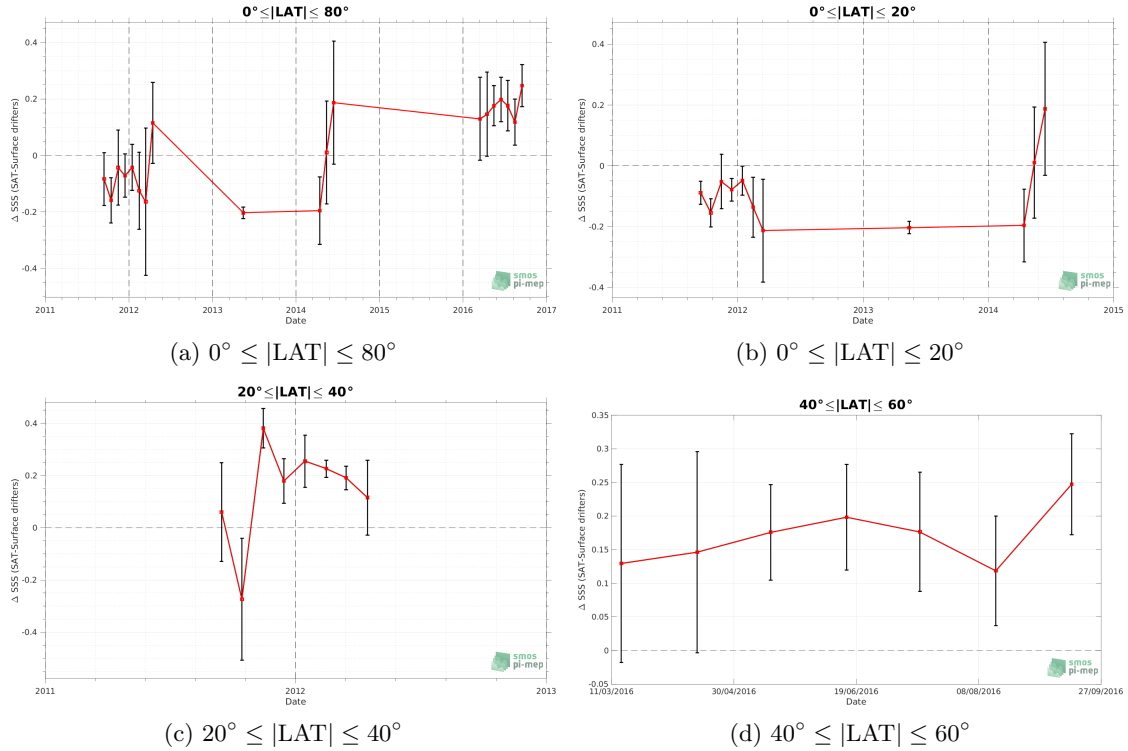 0°≤|LAT|≤ 80°
Δ SSS (SAT-Surface drifters)
0.4
0.2
0
-0.2
-0.4
2011 2012 2013 2014 2015 2016 2017
Date
smos
pi-mep
(a) 0° ≤ |LAT| ≤ 80°
0°≤|LAT|≤ 20°
Δ SSS (SAT-Surface drifters)
0.4
0.2
0
-0.2
-0.4
2011 2012 2013 2014 2015
Date
smos
pi-mep
(b) 0° ≤ |LAT| ≤ 20°
20°≤|LAT|≤ 40°
Δ SSS (SAT-Surface drifters)
0.4
0.2
0
-0.2
-0.4
2011 2012 2013
Date
smos
pi-mep
(c) 20° ≤ |LAT| ≤ 40°
40°≤|LAT|≤ 60°
Δ SSS (SAT-Surface drifters)
0.35
0.3
0.25
0.2
0.15
0.1
0.05
0
-0.05
11/03/2016 30/04/2016 19/06/2016 08/08/2016 27/09/2016
Date
smos
pi-mep
(d) 40° ≤ |LAT| ≤ 60°